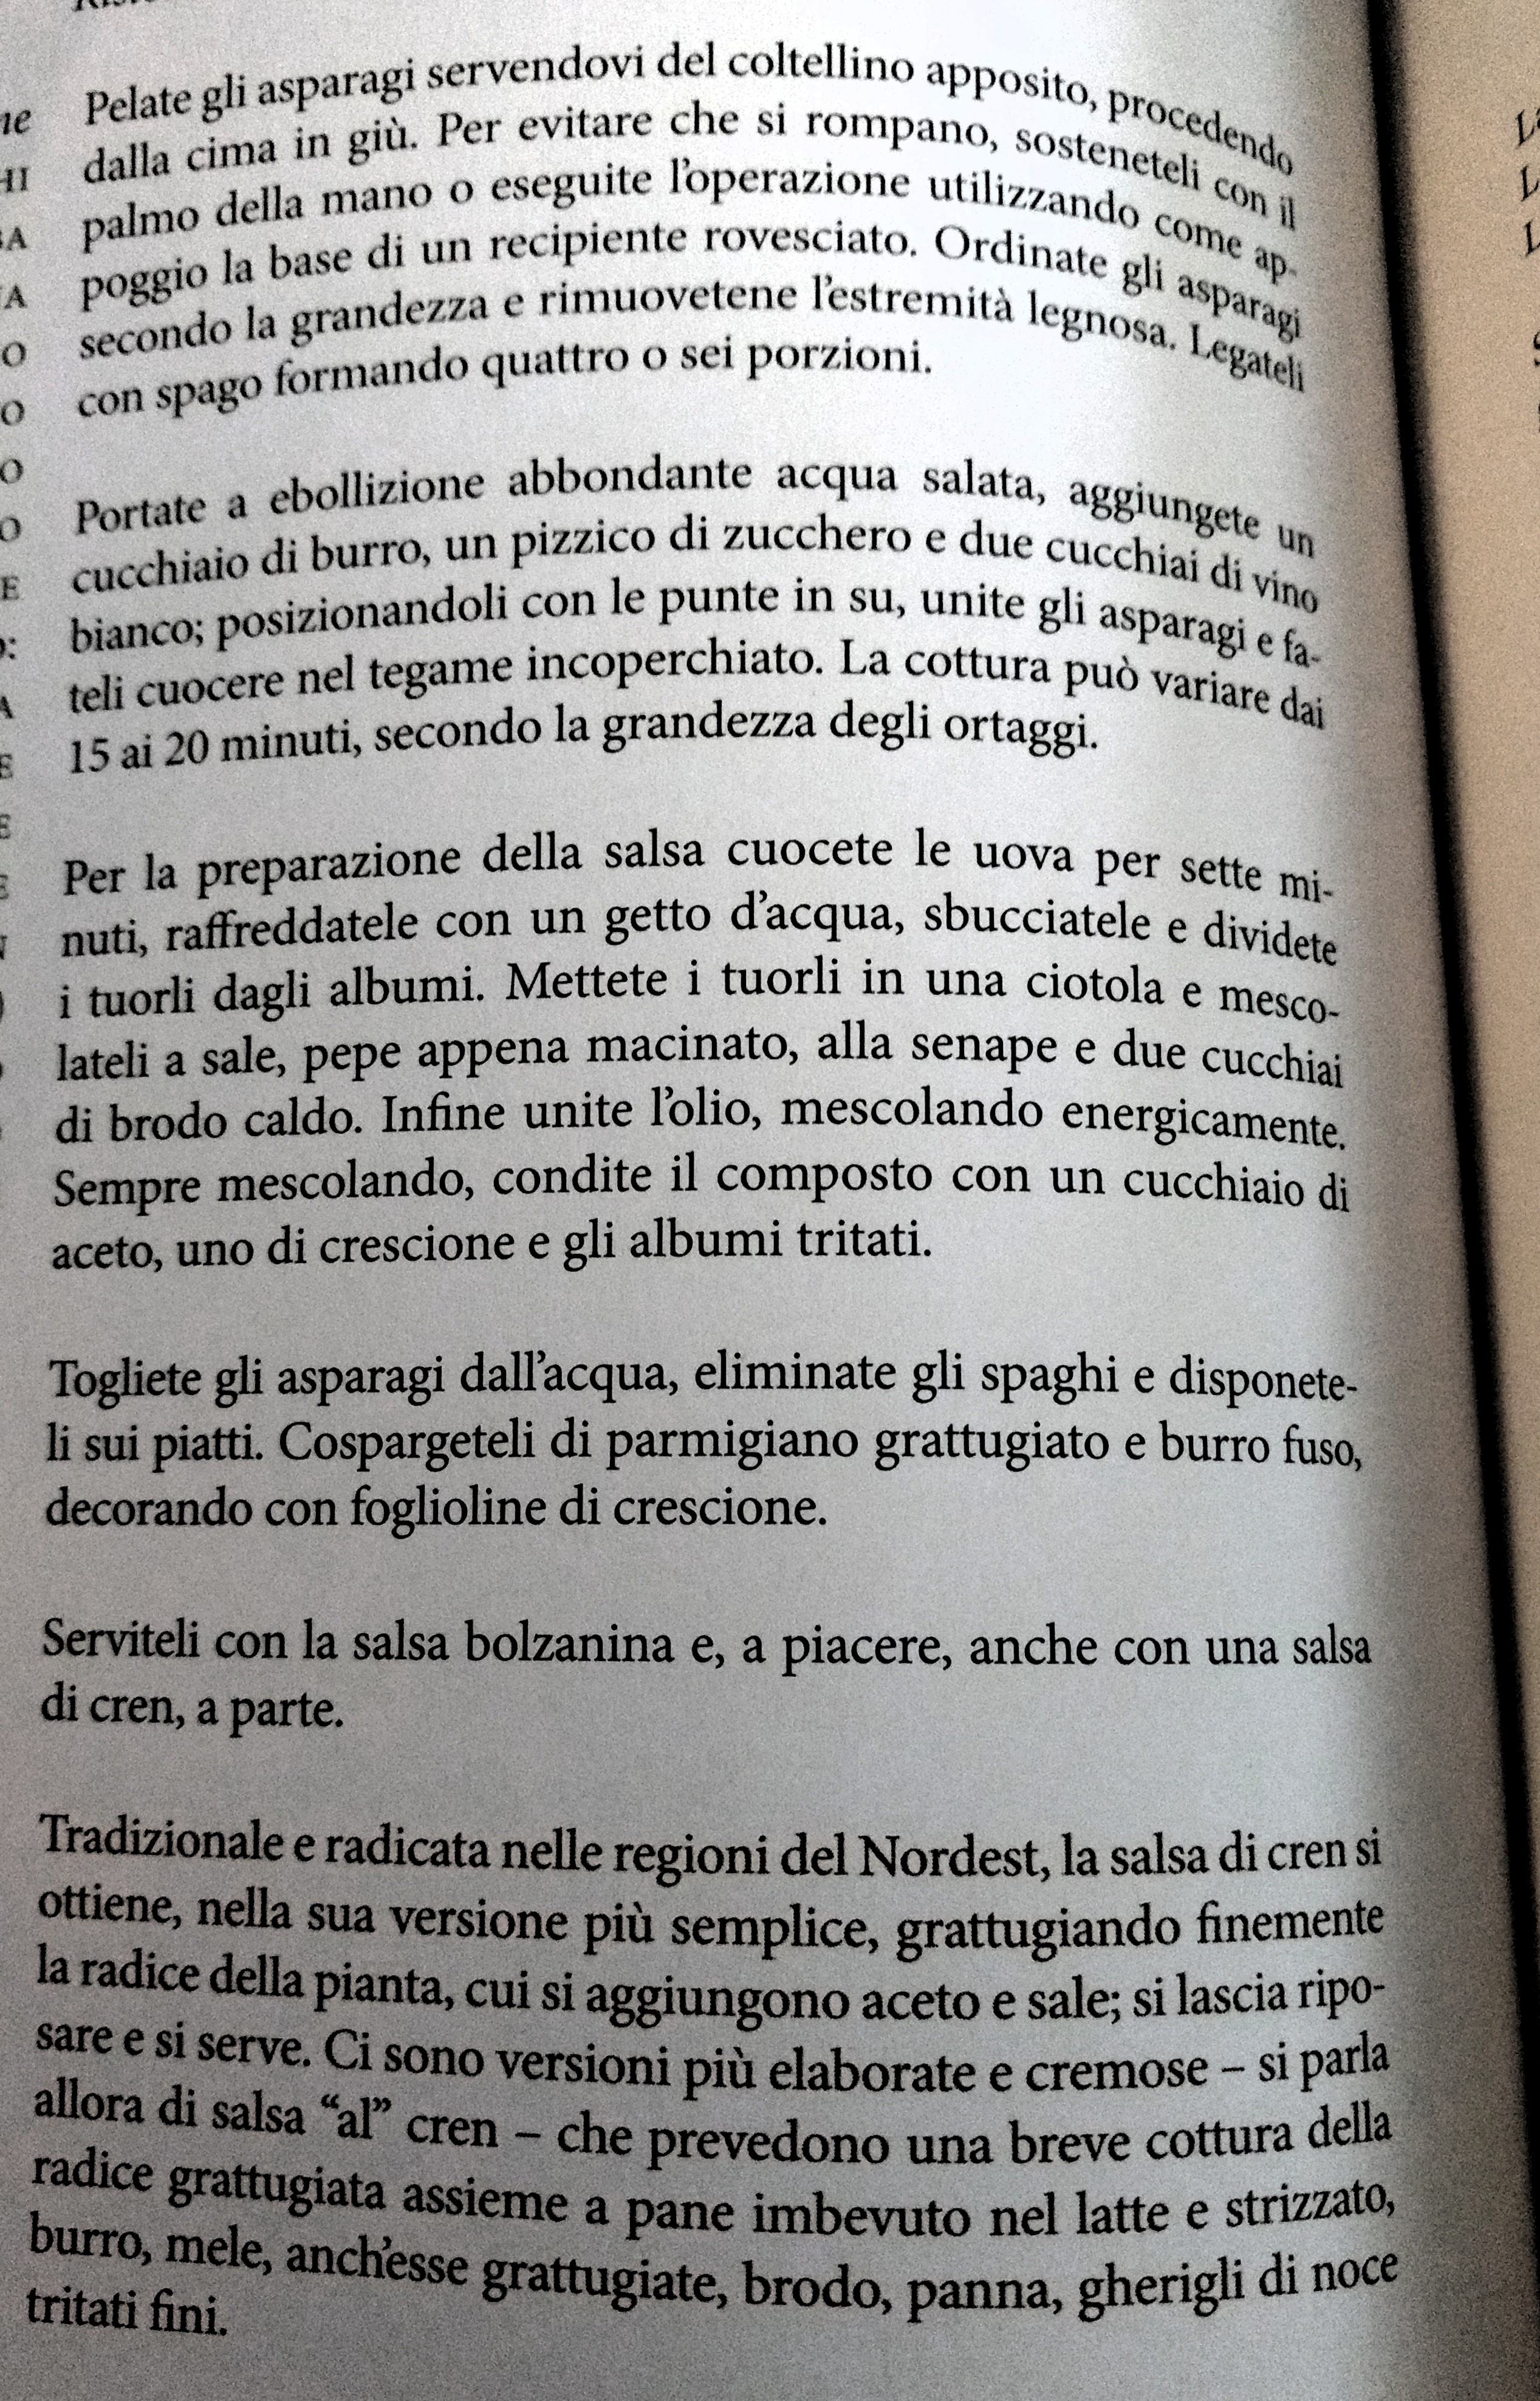 Pelate gli asparagi servendovi del coltellino apposito, procedendo
dalla cima in giù. Per evitare che si rompano, sosteneteli con il
palmo della mano o eseguite l'operazione utilizzando come ap-
poggio la base di un recipiente rovesciato. Ordinate gli asparagi
secondo la grandezza e rimuovetene l'estremità legnosa. Legateli
con spago formando quattro o sei porzioni.
Portate a ebollizione abbondante acqua salata, aggiungete un
cucchiaio di burro, un pizzico di zucchero e due cucchiai di vino
bianco; posizionandoli con le punte in su, unite gli asparagi e fa-
teli cuocere nel tegame incoperchiato. La cottura può variare dai
15 ai 20 minuti, secondo la grandezza degli ortaggi.
Per la preparazione della salsa cuocete le uova per sette mi-
nuti, raffreddatele con un getto d'acqua, sbucciatele e dividete
i tuorli dagli albumi. Mettete i tuorli in una ciotola e mesco-
lateli a sale, pepe appena macinato, alla senape e due cucchiai
di brodo caldo. Infine unite l'olio, mescolando energicamente.
Sempre mescolando, condite il composto con un cucchiaio di
aceto, uno di crescione e gli albumi tritati.
Togliete gli asparagi dall'acqua, eliminate gli spaghi e disponete-
li sui piatti. Cospargeteli di parmigiano grattugiato e burro fuso,
decorando con foglioline di crescione.
Serviteli con la salsa bolzanina e, a piacere, anche con una salsa
di cren, a parte.
Tradizionale e radicata nelle regioni del Nordest, la salsa di cren si
ottiene, nella sua versione più semplice, grattugiando finemente
la radice della pianta, cui si aggiungono aceto e sale; si lascia ripo-
sare e si serve. Ci sono versioni più elaborate e cremose – si parla
allora di salsa “al” cren – che prevedono una breve cottura della
radice grattugiata assieme a pane imbevuto nel latte e strizzato,
burro, mele, anch'esse grattugiate, brodo, panna, gherigli di noce
tritati fini.